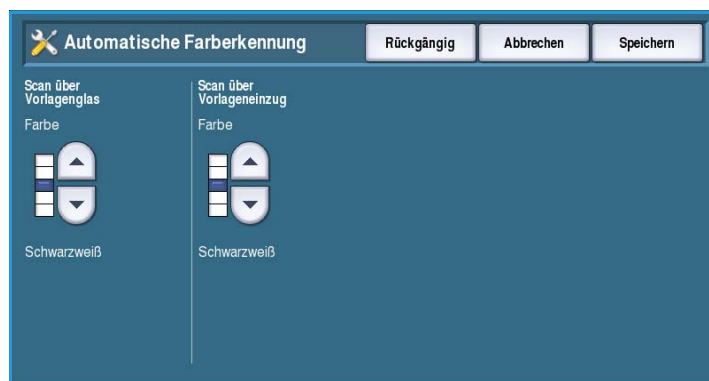 Automatische Farberkennung
Rückgängig
Abbrechen
Speichern
Scan über
Vorlagenglas
Farbe
Schwarzweiß
Scan über
Vorlageneinzug
Farbe
Schwarzweiß